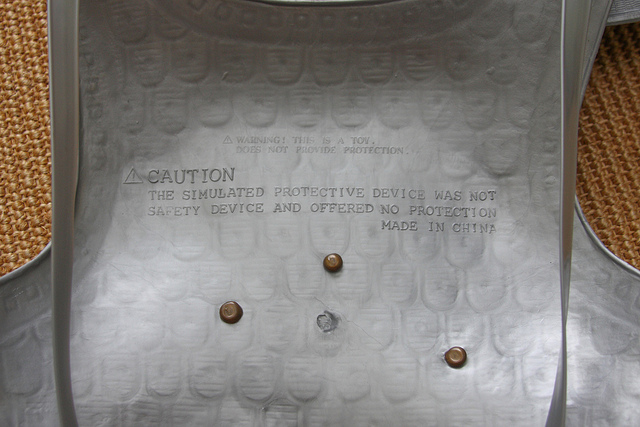 ⚠ WARNING! THIS IS A TOY.
DOES NOT PROVIDE PROTECTION.
⚠ CAUTION
THE SIMULATED PROTECTIVE DEVICE WAS NOT
SAFETY DEVICE AND OFFERED NO PROTECTION
MADE IN CHINA